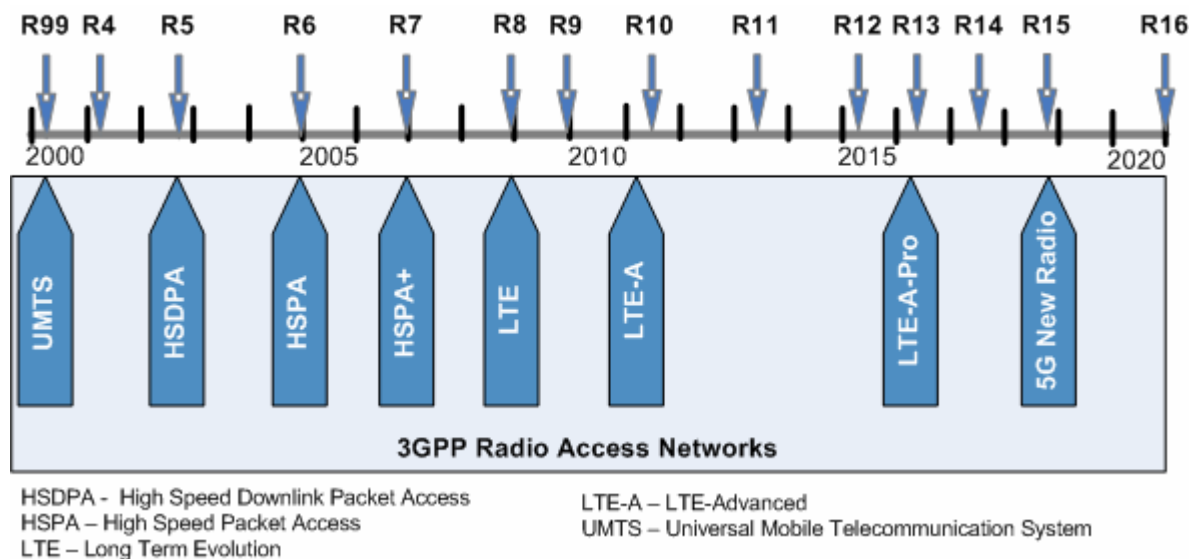 R99 R4 R5 R6 R7 R8 R9 R10 R11 R12 R13 R14 R15 R16
2000 2005 2010 2015 2020
UMTS
HSDPA
HSPA
HSPA+
LTE
LTE-A
LTE-A-Pro
5G New Radio
3GPP Radio Access Networks
HSDPA - High Speed Downlink Packet Access
HSPA – High Speed Packet Access
LTE – Long Term Evolution
LTE-A – LTE-Advanced
UMTS – Universal Mobile Telecommunication System